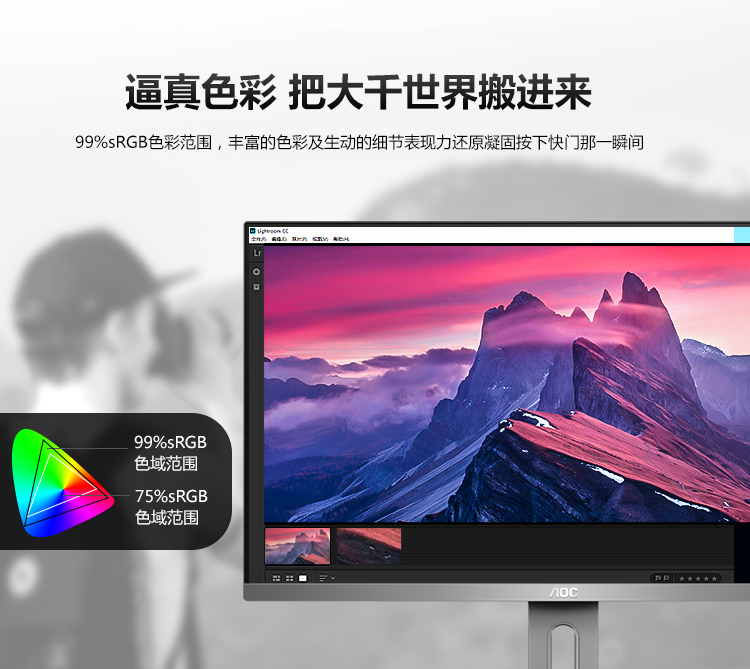 逼真色彩 把大千世界搬进来
99%sRGB色彩范围，丰富的色彩及生动的细节表现力还原凝固按下快门那一瞬间
Lightroom CC
Lr
99%sRGB
色域范围
75%sRGB
色域范围
AOC